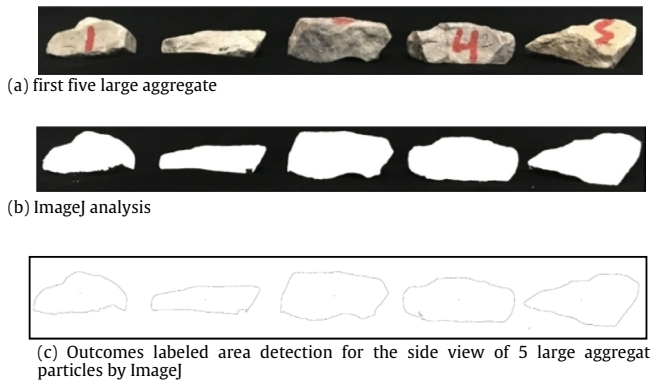 1 4 5
(a) first five large aggregate
(b) ImageJ analysis
(c) Outcomes labeled area detection for the side view of 5 large aggregat
particles by ImageJ